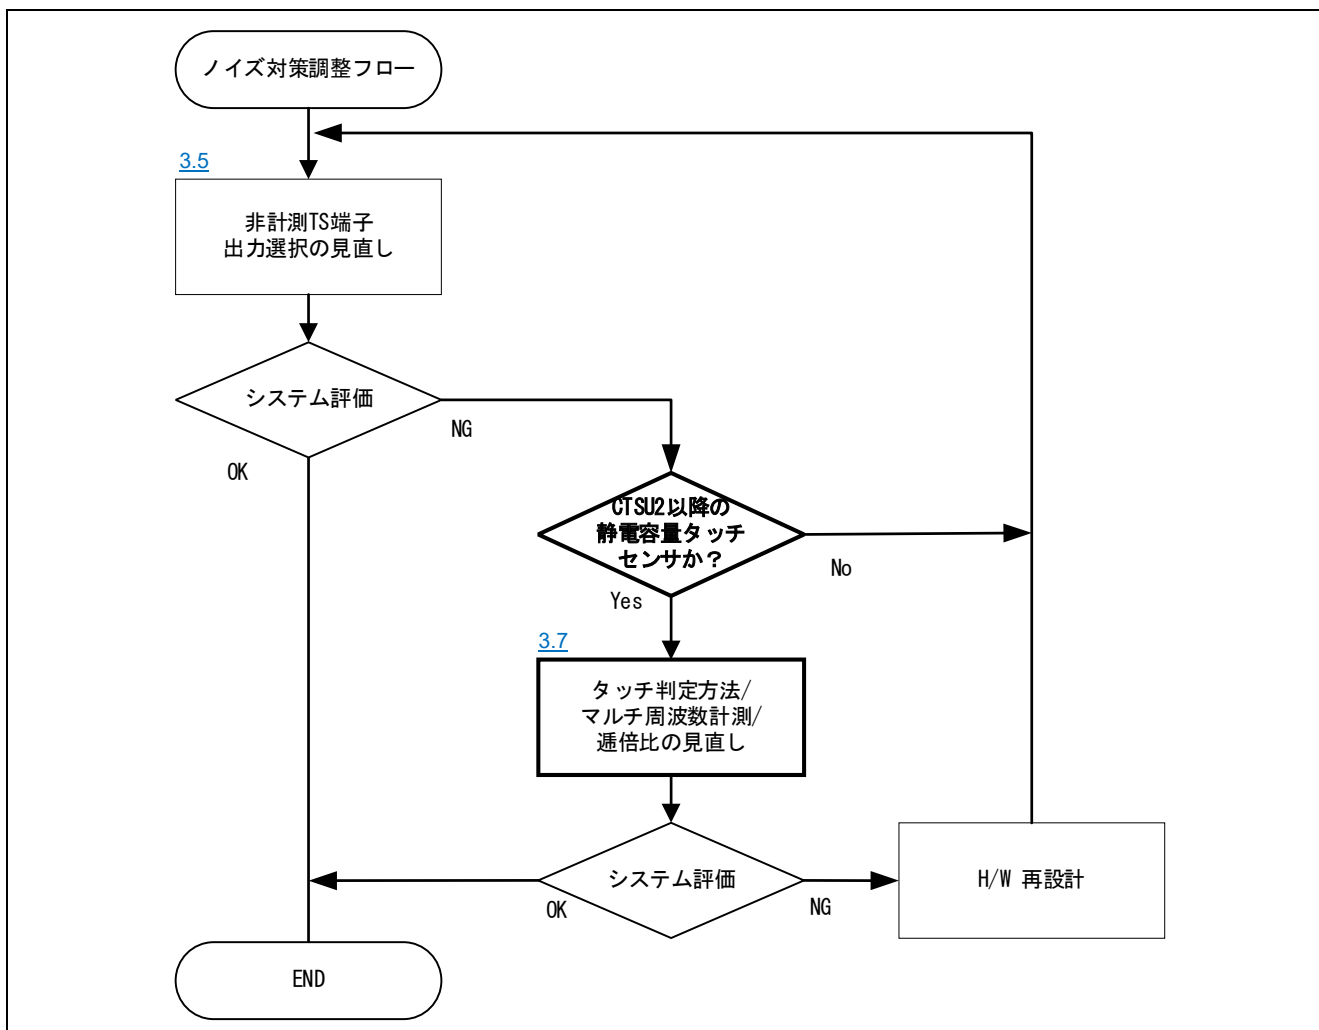 ノイズ対策調整フロー
3.5
非計測TS端子
出力選択の見直し
システム評価
NG
OK
CTSU2以降の
静電容量タッチ
センサか？
No
Yes
3.7
タッチ判定方法/
マルチ周波数計測/
逓倍比の見直し
システム評価
OK
NG
H/W 再設計
END